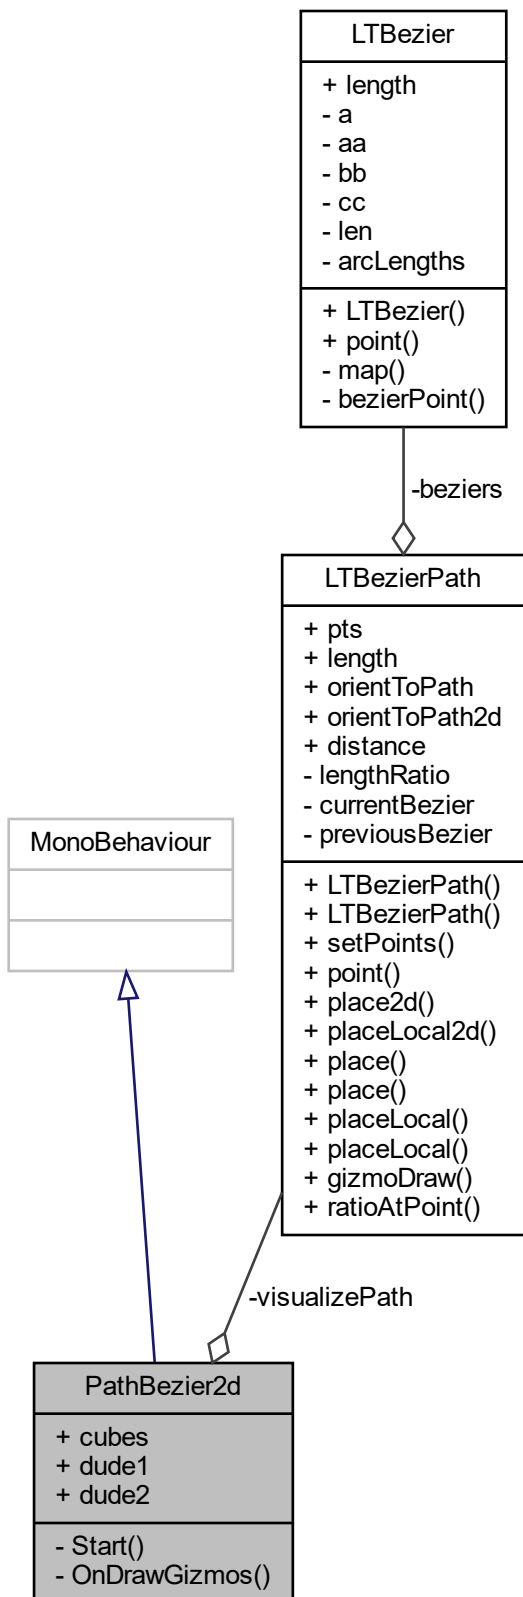 LTBezier
+ length
- a
- aa
- bb
- cc
- len
- arcLengths
+ LTBezier()
+ point()
- map()
- bezierPoint()
-beziers
LTBezierPath
+ pts
+ length
+ orientToPath
+ orientToPath2d
+ distance
- lengthRatio
- currentBezier
- previousBezier
+ LTBezierPath()
+ LTBezierPath()
+ setPoints()
+ point()
+ place2d()
+ placeLocal2d()
+ place()
+ place()
+ placeLocal()
+ placeLocal()
+ gizmoDraw()
+ ratioAtPoint()
MonoBehaviour
-visualizePath
PathBezier2d
+ cubes
+ dude1
+ dude2
- Start()
- OnDrawGizmos()